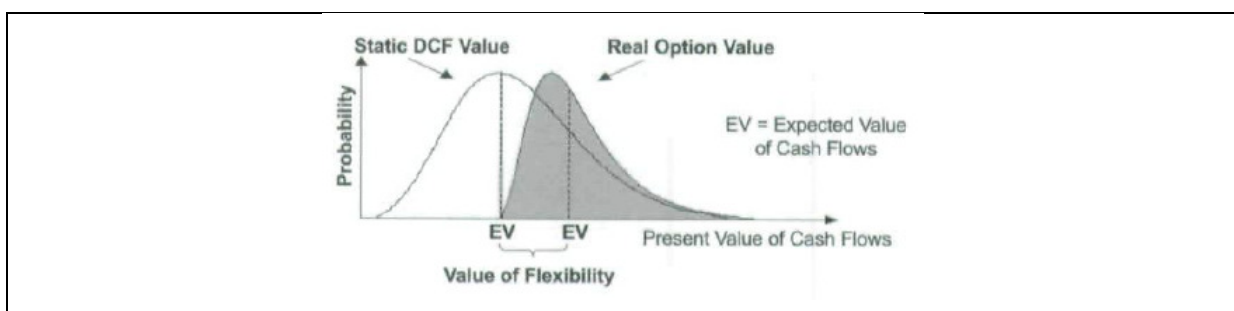 Static DCF Value
Real Option Value
Probability
EV = Expected Value
of Cash Flows
EV
EV
Present Value of Cash Flows
Value of Flexibility